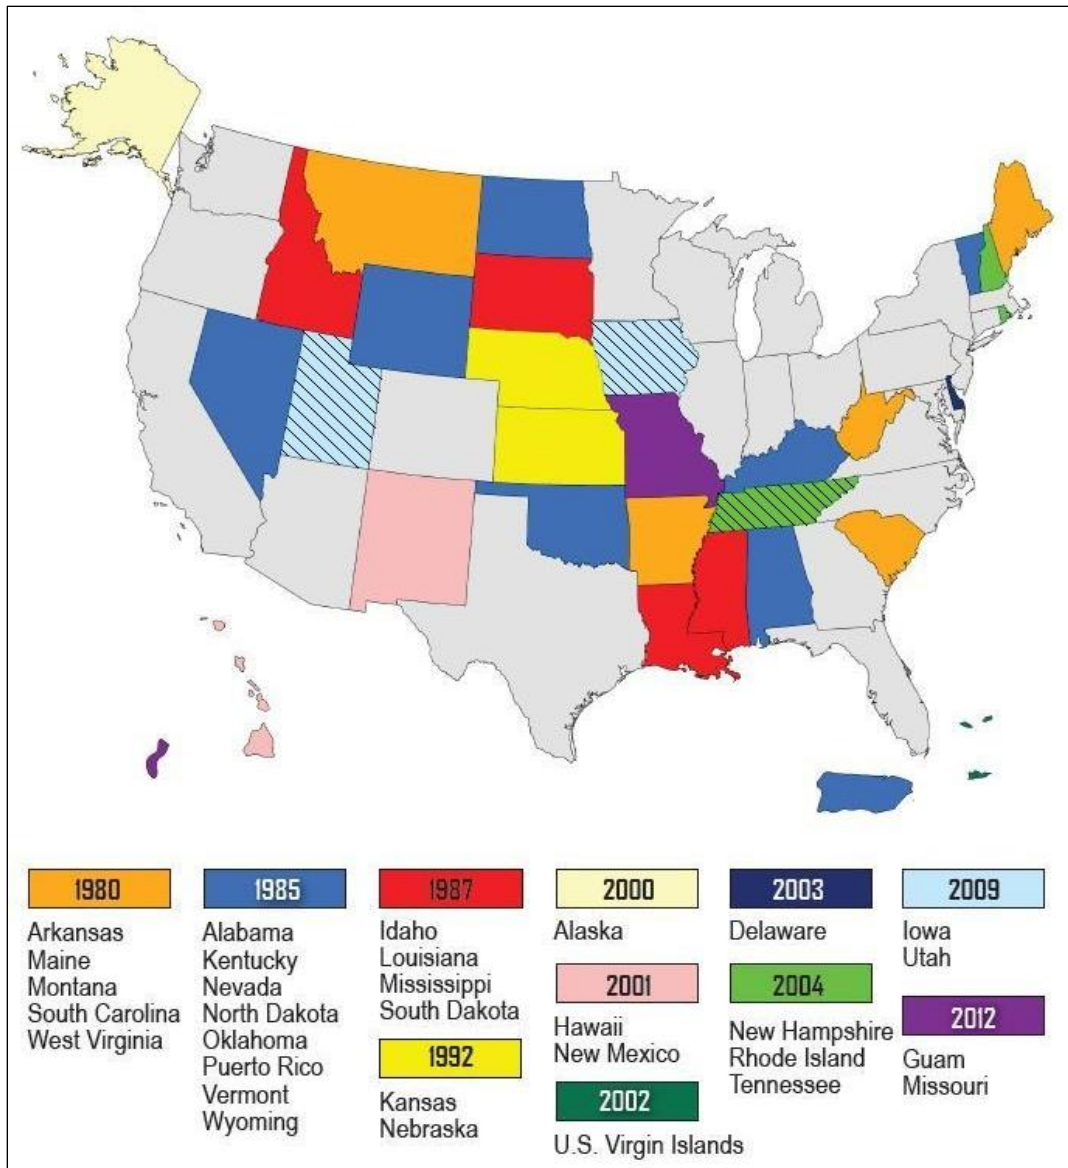 1980
Arkansas
Maine
Montana
South Carolina
West Virginia
1985
Alabama
Kentucky
Nevada
North Dakota
Oklahoma
Puerto Rico
Vermont
Wyoming
1987
Idaho
Louisiana
Mississippi
South Dakota
1992
Kansas
Nebraska
2000
Alaska
2001
Hawaii
New Mexico
2002
U.S. Virgin Islands
2003
Delaware
2004
New Hampshire
Rhode Island
Tennessee
2009
Iowa
Utah
2012
Guam
Missouri